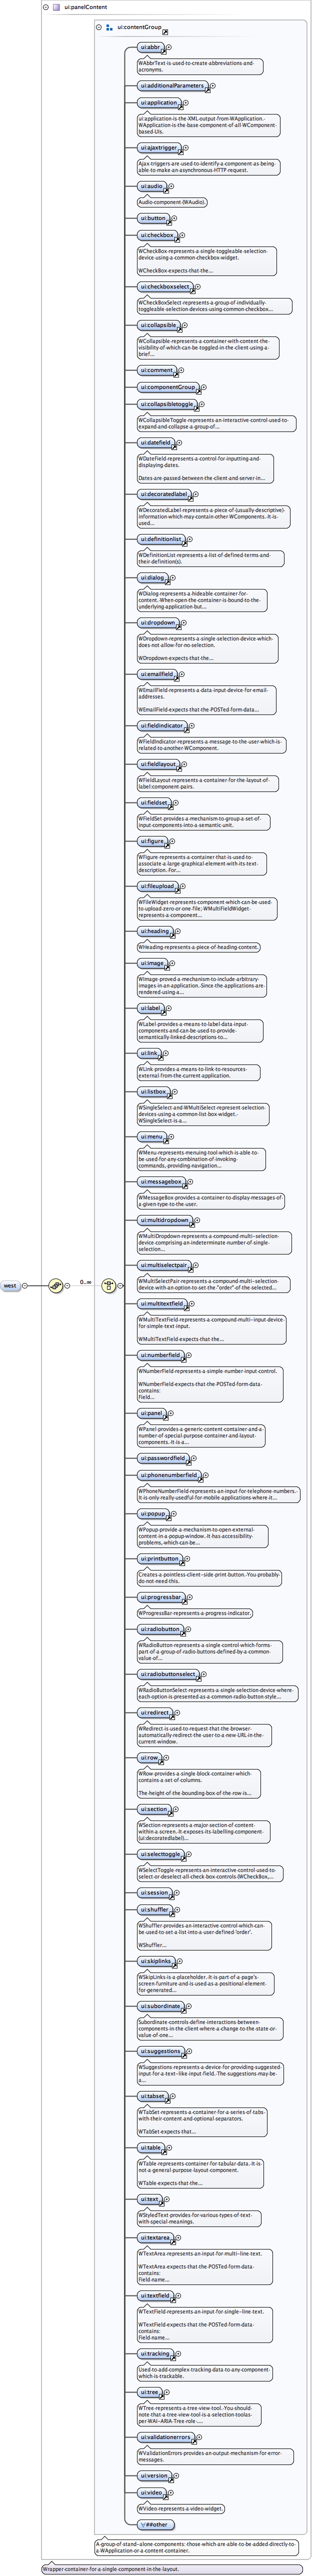 ui:panelContent
ui:contentGroup
ui:abbr
WAbbrText is used to create abbreviations and
acronyms.
ui:additionalParameters
ui:application
ui:application is the XML output from WApplication.
WApplication is the base component of all WComponent
based UIs.
ui:ajaxtrigger
Ajax triggers are used to identify a component as being
able to make an asynchronous HTTP request.
ui:audio
Audio component (WAudio).
ui:button
ui:checkbox
WCheckBox represents a single toggleable selection
device using a common checkbox widget.
WCheckBox expects that the...
ui:checkboxselect
WCheckBoxSelect represents a group of individually
toggleable selection devices using common checkbox...
ui:collapsible
WCollapsible represents a container with content the
visibility of which can be toggled in the client using a
brief...
ui:comment
ui:componentGroup
ui:collapsibletoggle
WCollapsibleToggle represents an interactive control used to
expand and collapse a group of...
ui:datefield
WDateField represents a control for inputting and
displaying dates.
Dates are passed between the client and server in...
ui:decoratedlabel
WDecoratedLabel represents a piece of (usually descriptive)
information which may contain other WComponents. It is
used...
ui:definitionlist
WDefinitionList represents a list of defined terms and
their definition(s).
ui:dialog
WDialog represents a hideable container for
content. When open the container is bound to the
underlying application but...
ui:dropdown
WDropdown represents a single selection device which
does not allow for no selection.
WDropdown expects that the...
ui:emailfield
WEmailField represents a data input device for email
addresses.
WEmailField expects that the POSTed form data...
ui:fieldindicator
WFieldIndicator represents a message to the user which is
related to another WComponent.
ui:fieldlayout
WFieldLayout represents a container for the layout of
label:component pairs.
ui:fieldset
WFieldSet provides a mechanism to group a set of
input components into a semantic unit.
ui:figure
WFigure represents a container that is used to
associate a large graphical element with its text
description. For...
ui:fileupload
WFileWidget represents component which can be used
to upload zero or one file; WMultiFieldWidget
represents a component...
ui:heading
WHeading represents a piece of heading content.
ui:image
WImage proved a mechanism to include arbitrary
images in an application. Since the applications are
rendered using a...
ui:label
WLabel provides a means to label data input
components and can be used to provide
semantically linked descriptions to...
ui:link
WLink provides a means to link to resources
external from the current application.
ui:listbox
WSingleSelect and WMultiSelect represent selection
devices using a common list box widget.
WSingleSelect is a...
ui:menu
WMenu represents menuing tool which is able to
be used for any combination of invoking
commands, providing navigation...
ui:messagebox
WMessageBox provides a container to display messages of
a given type to the user.
ui:multidropdown
WMultiDropdown represents a compound multi-selection
device comprising an indeterminate number of single
selection...
ui:multiselectpair
WMultiSelectPair represents a compound multi-selection
device with an option to set the "order" of the selected...
west
0..∞
ui:multitextfield
WMultiTextField represents a compound multi-input device
for simple text input.
WMultiTextField expects that the...
ui:numberfield
WNumberField represents a simple number input control.
WNumberField expects that the POSTed form data
contains:
Field...
ui:panel
WPanel provides a generic content container and a
number of special purpose container and layout
components. It is a...
ui:passwordfield
ui:phonenumberfield
WPhoneNumberField represents an input for telephone numbers.
It is only really usedful for mobile applications where it...
ui:popup
WPopup provide a mechanism to open external
content in a popup window. It has accessibility
problems, which can be...
ui:printbutton
Creates a pointless client-side print button. You probably
do not need this.
ui:progressbar
WProgressBar represents a progress indicator.
ui:radiobutton
WRadioButton represents a single control which forms
part of a group of radio buttons defined by a common
value of...
ui:radiobuttonselect
WRadioButtonSelect represents a single selection device where
each option is presented as a common radio button style...
ui:redirect
WRedirect is used to request that the browser
automatically redirect the user to a new URL in the
current window.
ui:row
WRow provides a single block container which
contains a set of columns.
The height of the bounding box of the row is...
ui:section
WSection represents a major section of content
within a screen. It exposes its labelling component
(ui:decoratedlabel)...
ui:selecttoggle
WSelectToggle represents an interactive control used to
select or deselect all check box controls (WCheckBox,...
ui:session
ui:shuffler
WShuffler provides an interactive control which can
be used to set a list into a user defined 'order'.
WShuffler...
ui:skiplinks
WSkipLinks is a placeholder. It is part of a page's
screen furniture and is used as a positional element
for generated...
ui:subordinate
Subordinate controls define interactions between
components in the client where a change to the state or
value of one...
ui:suggestions
WSuggestions represents a device for providing suggested
input for a text-like input field. The suggestions may be
a...
ui:tabset
WTabSet represents a container for a series of tabs
with their content and optional separators.
WTabSet expects that...
ui:table
WTable represents container for tabular data. It is
not a general purpose layout component.
WTable expects that the...
ui:text
WStyledText provides for various types of text
with special meanings.
ui:textarea
WTextArea represents an input for multi-line text.
WTextArea expects that the POSTed form data
contains:
Field name...
ui:textfield
WTextField represents an input for single-line text.
WTextField expects that the POSTed form data
contains:
Field name...
ui:tracking
Used to add complex tracking data to any component
which is trackable.
ui:tree
WTree represents a tree view tool. You should
note that a tree view tool is a selection tool as
per WAI-ARIA Tree role....
ui:validationerrors
WValidationErrors provides an output mechanism for error
messages.
ui:version
ui:video
WVideo represents a video widget.
##other
A group of stand-alone components: those which are able to be added directly to
a WApplication or a content container.
Wrapper container for a single component in the layout.